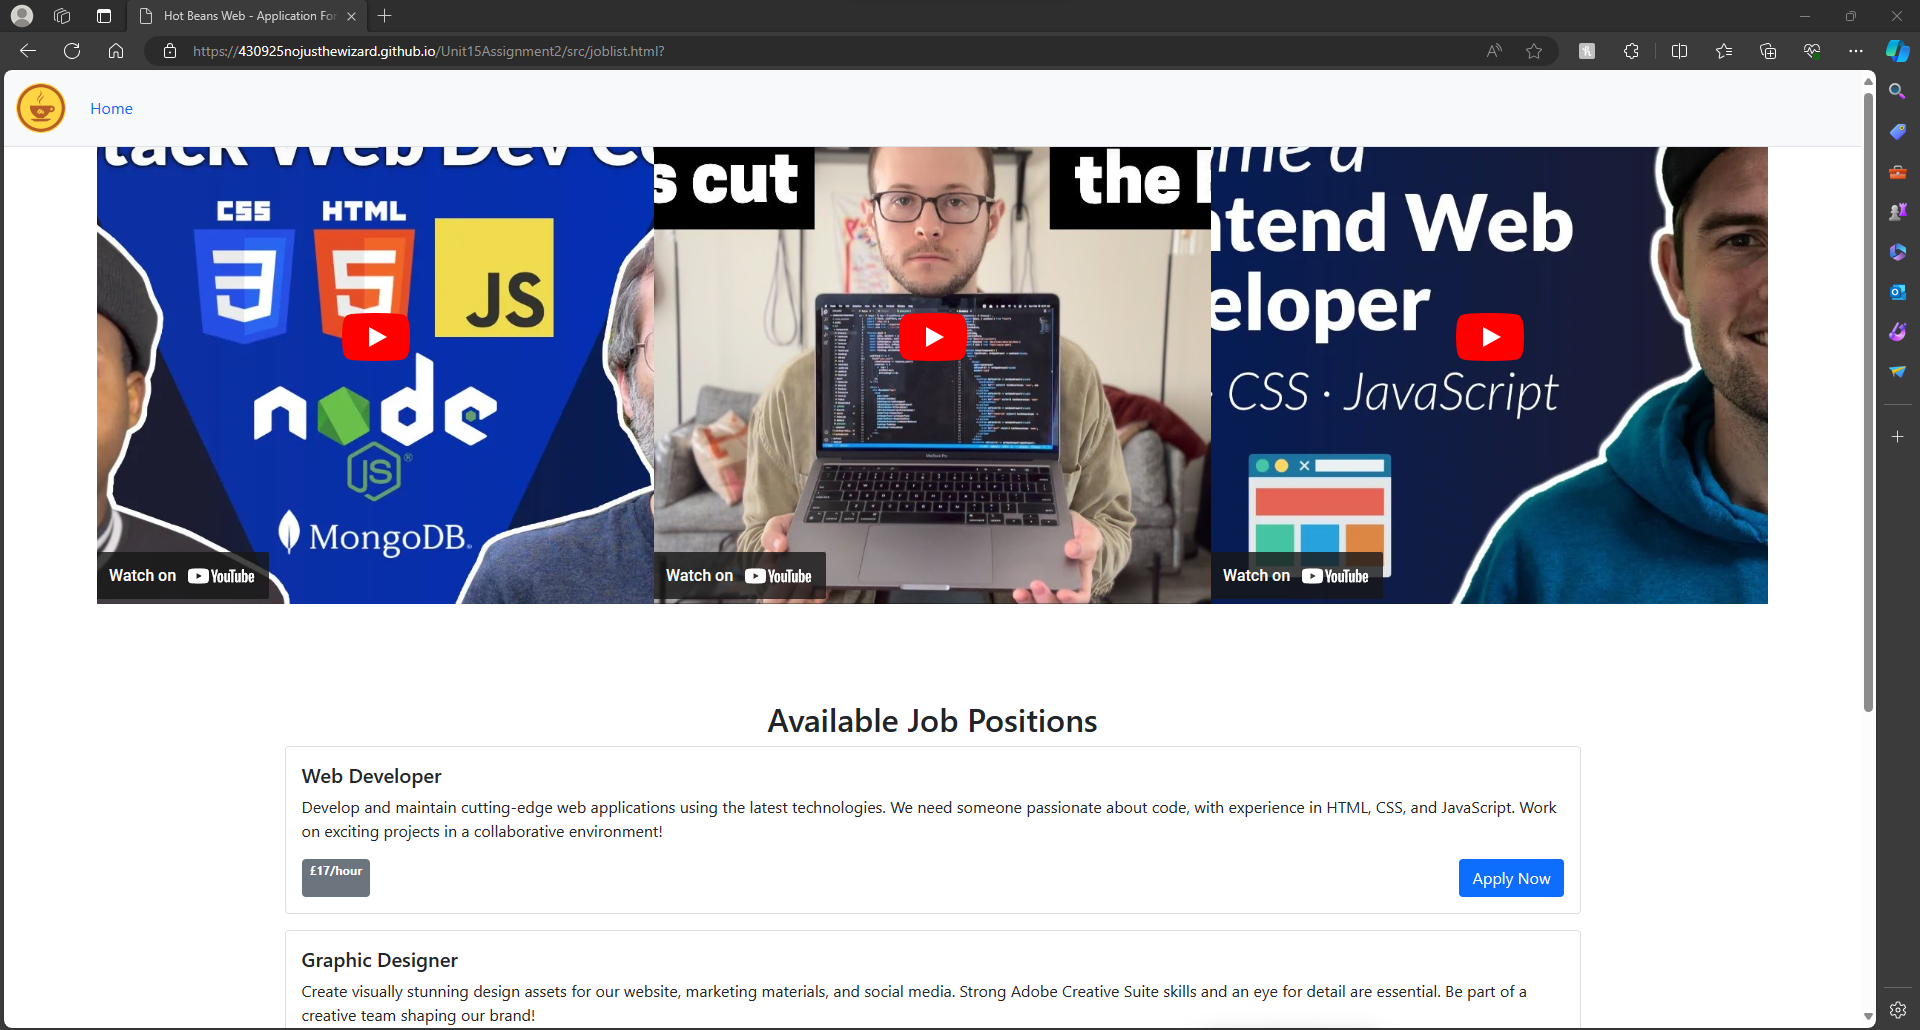 Hot Beans Web - Application For
https://430925nojusthewizard.github.io/Unit15Assignment2/src/joblist.html?
Home
tack Web Dev Co
CSS HTML
JS
node
JS
MongoDB
Watch on YouTube
s cut the
Watch on YouTube
me a
ntend Web
eloper
· CSS · JavaScript
Watch on YouTube
Available Job Positions
Web Developer
Develop and maintain cutting-edge web applications using the latest technologies. We need someone passionate about code, with experience in HTML, CSS, and JavaScript. Work
on exciting projects in a collaborative environment!
£17/hour
Apply Now
Graphic Designer
Create visually stunning design assets for our website, marketing materials, and social media. Strong Adobe Creative Suite skills and an eye for detail are essential. Be part of a
creative team shaping our brand!